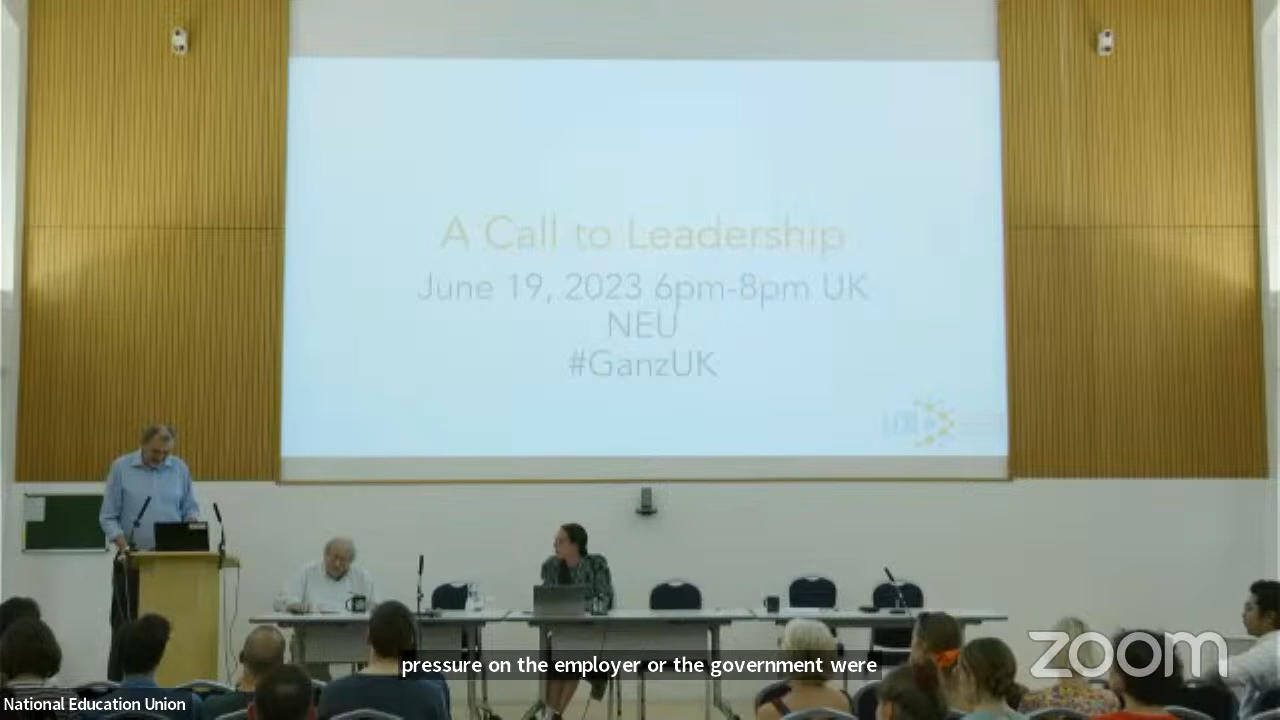 A Call to Leadership
June 19, 2023 6pm-8pm UK
NEU
#GanzUK
pressure on the employer or the government were
zoom
National Education Union